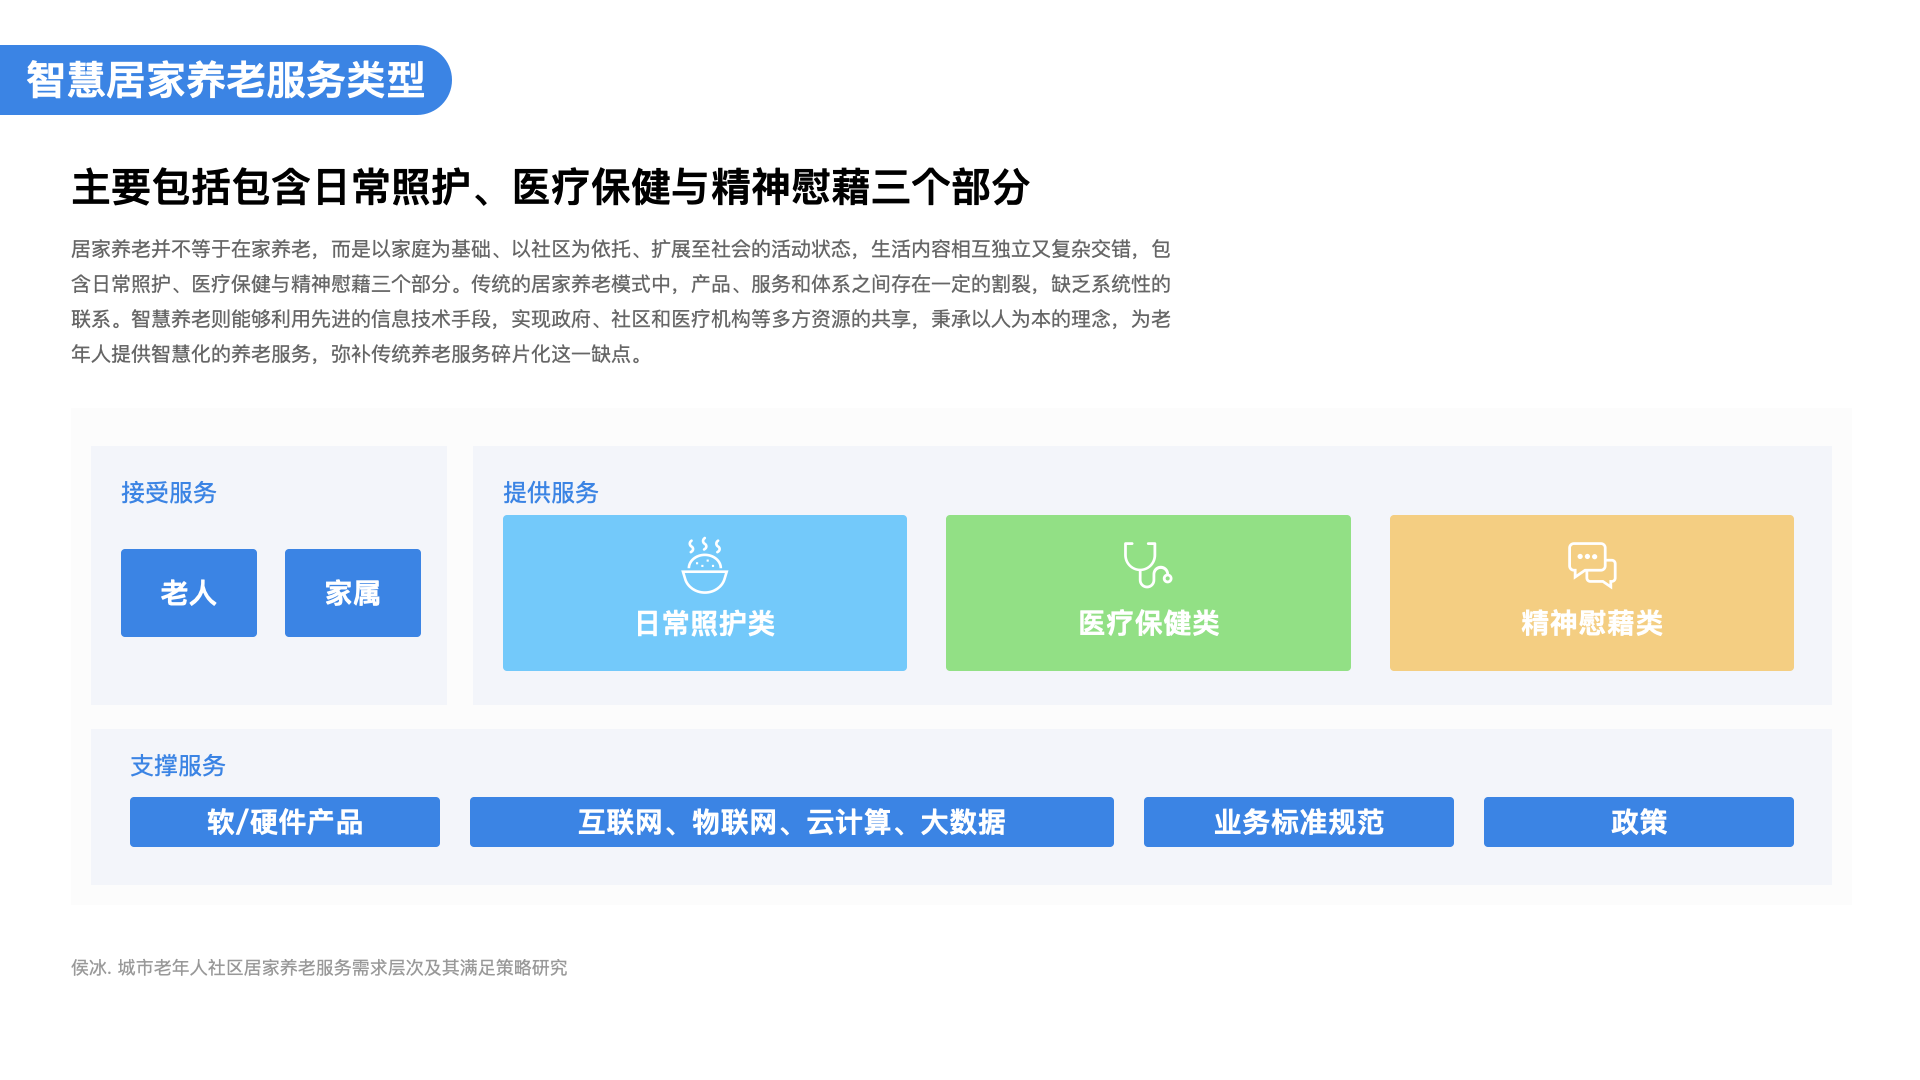 智慧居家养老服务类型
主要包括包含日常照护、医疗保健与精神慰藉三个部分
居家养老并不等于在家养老，而是以家庭为基础、以社区为依托、扩展至社会的活动状态，生活内容相互独立又复杂交错，包
含日常照护、医疗保健与精神慰藉三个部分。传统的居家养老模式中，产品、服务和体系之间存在一定的割裂，缺乏系统性的
联系。智慧养老则能够利用先进的信息技术手段，实现政府、社区和医疗机构等多方资源的共享，秉承以人为本的理念，为老
年人提供智慧化的养老服务，弥补传统养老服务碎片化这一缺点。
接受服务
老人
家属
提供服务
日常照护类
医疗保健类
精神慰藉类
支撑服务
软/硬件产品
互联网、物联网、云计算、大数据
业务标准规范
政策
侯冰. 城市老年人社区居家养老服务需求层次及其满足策略研究